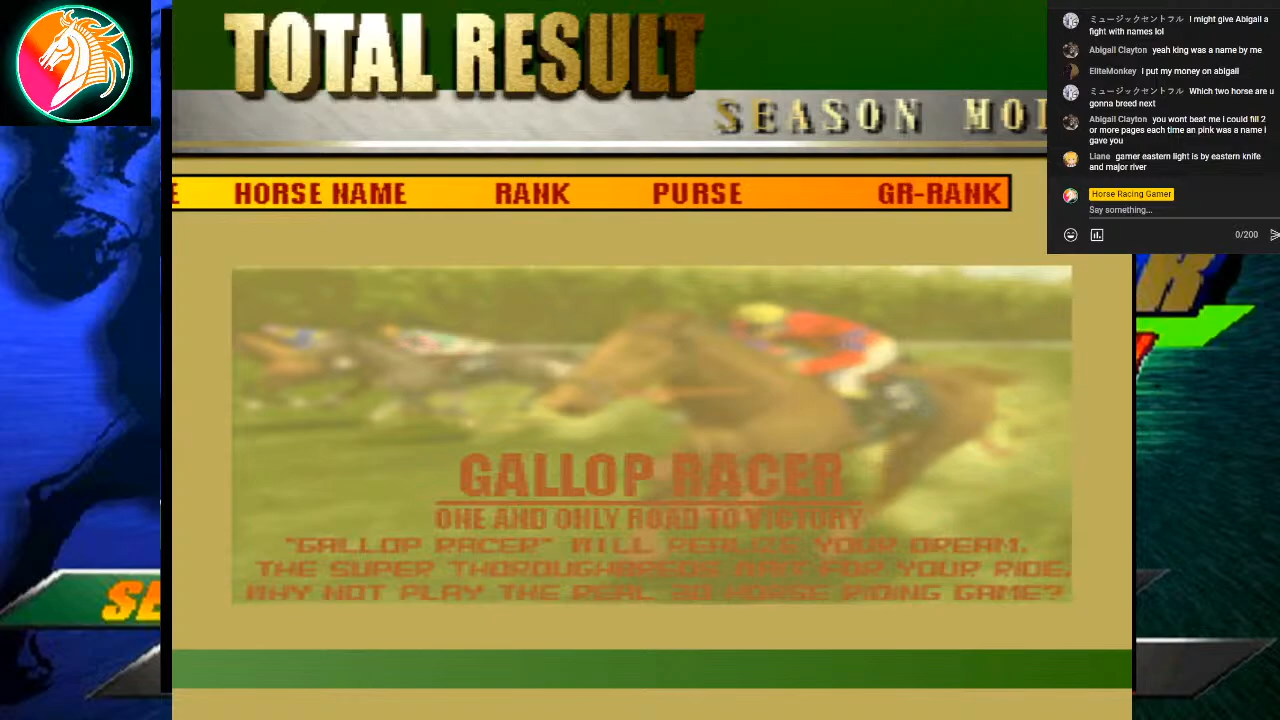 TOTAL RESULT
SEASON MO
HORSE NAME RANK PURSE GR-RANK
GALLOP RACER
ONE AND ONLY ROAD TO VICTORY
"GALLOP RACER" WILL REALIZE YOUR DREAM.
THE SUPER THOROUGHBREDS WAIT FOR YOUR RIDE.
WHY NOT PLAY THE REAL 3D HORSE RIDING GAME?
SE
R
ミュージックセントフル I might give Abigail a
fight with names lol
Abigail Clayton yeah king was a name by me
EliteMonkey I put my money on abigail
ミュージックセントフル Which two horse are u
gonna breed next
Abigail Clayton you wont beat me i could fill 2
or more pages each time an pink was a name i
gave you
Liane gamer eastern light is by eastern knife
and major river
Horse Racing Gamer
Say something...
0/200